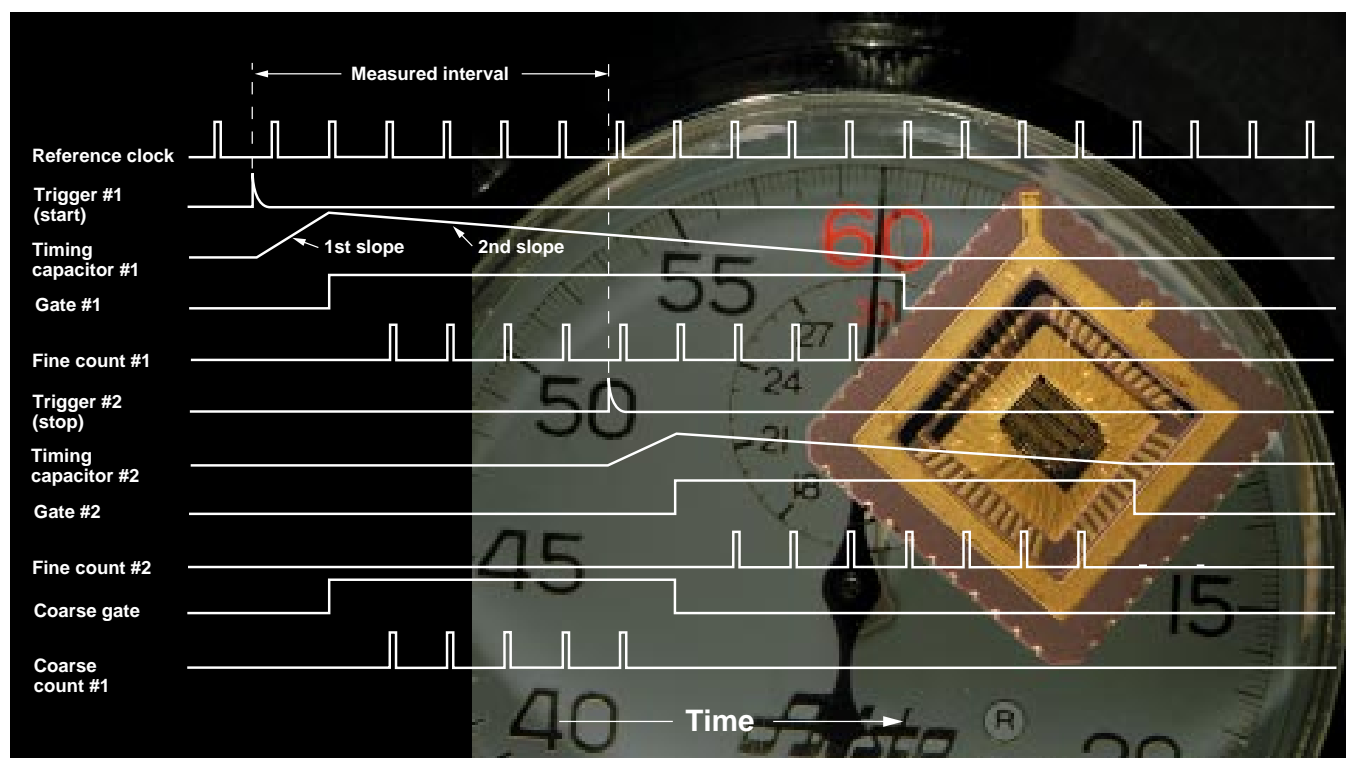 Measured interval
Reference clock
Trigger #1
(start)
Timing
capacitor #1
1st slope
2nd slope
Gate #1
Fine count #1
Trigger #2
(stop)
Timing
capacitor #2
Gate #2
Fine count #2
Coarse gate
Coarse
count #1
Time
60
55
50
45
40
15
27
24
21
18
R